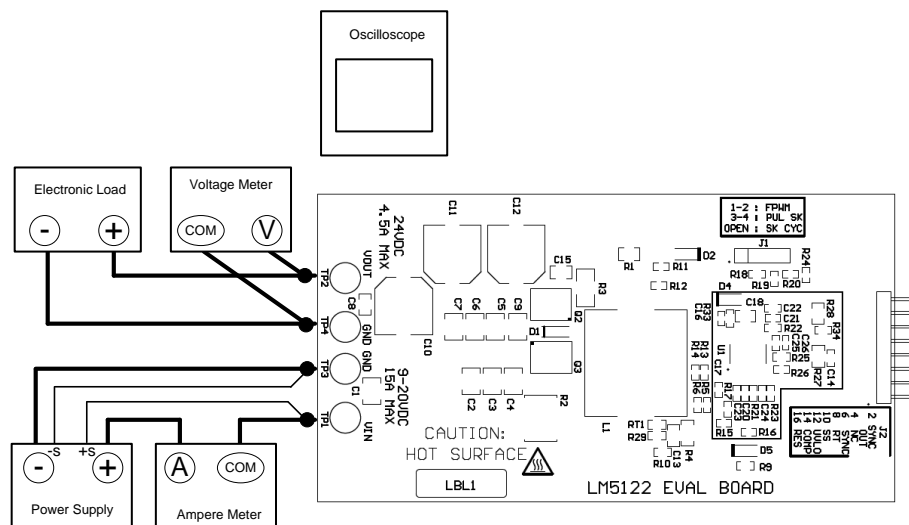 Oscilloscope
Electronic Load
- +
Voltage Meter
COM V
24VDC
4.5A MAX
C11
C12
1-2 : FPWM
3-4 : PUL SK
OPEN : SK CYC
J1
VOUT
TP2
C8
C10
C7
C6
C5
C9
C15
R3
R1
R11
R12
D2
R18
R19
R20
R24
D4
Q2
D1
Q3
TP4
GND
TP3
GND
9-20VDC
15A MAX
C1
TP1
VIN
C2
C3
C4
R2
L1
R33
C16
C18
C22
C21
R22
R28
R34
R14
R13
U1
C25
C26
R25
R26
C17
R27
C14
R6
R5
R17
R15
C23
C20
R21
C24
R23
R16
RT1
R29
R10
C13
R4
D5
R9
J2
2 SYNC
4 OUT
6 NC
8 SYNC
10 RT
12 SS
14 UVLO
16 COMP
RES
CAUTION:
HOT SURFACE
LBL1
LM5122 EVAL BOARD
- -S +S +
Power Supply
A COM
Ampere Meter